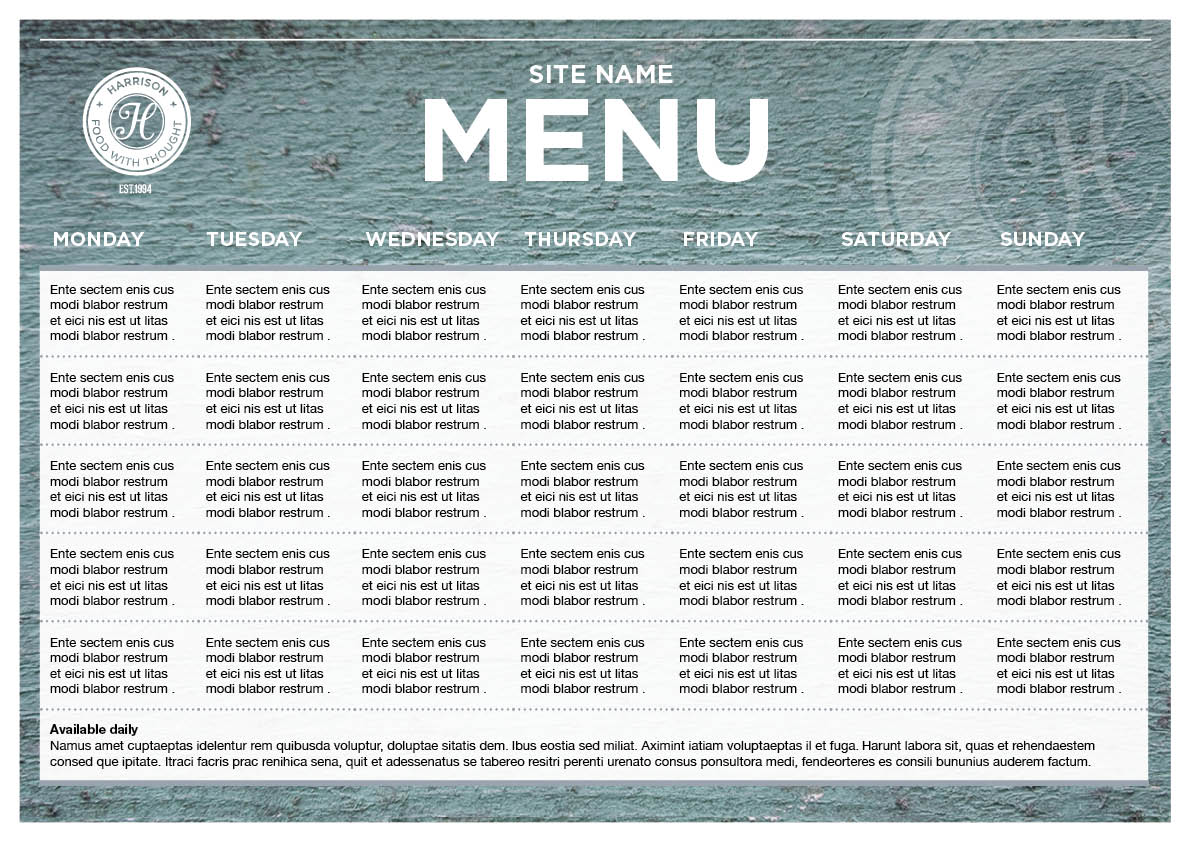 HARRISON
FOOD WITH THOUGHT
H
EST.1994
SITE NAME
MENU
MONDAY TUESDAY WEDNESDAY THURSDAY FRIDAY SATURDAY SUNDAY
Ente sectem enis cus Ente sectem enis cus Ente sectem enis cus Ente sectem enis cus Ente sectem enis cus Ente sectem enis cus Ente sectem enis cus
modi blabor restrum modi blabor restrum modi blabor restrum modi blabor restrum modi blabor restrum modi blabor restrum modi blabor restrum
et eici nis est ut litas et eici nis est ut litas et eici nis est ut litas et eici nis est ut litas et eici nis est ut litas et eici nis est ut litas et eici nis est ut litas
modi blabor restrum . modi blabor restrum . modi blabor restrum . modi blabor restrum . modi blabor restrum . modi blabor restrum . modi blabor restrum .
Ente sectem enis cus Ente sectem enis cus Ente sectem enis cus Ente sectem enis cus Ente sectem enis cus Ente sectem enis cus Ente sectem enis cus
modi blabor restrum modi blabor restrum modi blabor restrum modi blabor restrum modi blabor restrum modi blabor restrum modi blabor restrum
et eici nis est ut litas et eici nis est ut litas et eici nis est ut litas et eici nis est ut litas et eici nis est ut litas et eici nis est ut litas et eici nis est ut litas
modi blabor restrum . modi blabor restrum . modi blabor restrum . modi blabor restrum . modi blabor restrum . modi blabor restrum . modi blabor restrum .
Ente sectem enis cus Ente sectem enis cus Ente sectem enis cus Ente sectem enis cus Ente sectem enis cus Ente sectem enis cus Ente sectem enis cus
modi blabor restrum modi blabor restrum modi blabor restrum modi blabor restrum modi blabor restrum modi blabor restrum modi blabor restrum
et eici nis est ut litas et eici nis est ut litas et eici nis est ut litas et eici nis est ut litas et eici nis est ut litas et eici nis est ut litas et eici nis est ut litas
modi blabor restrum . modi blabor restrum . modi blabor restrum . modi blabor restrum . modi blabor restrum . modi blabor restrum . modi blabor restrum .
Ente sectem enis cus Ente sectem enis cus Ente sectem enis cus Ente sectem enis cus Ente sectem enis cus Ente sectem enis cus Ente sectem enis cus
modi blabor restrum modi blabor restrum modi blabor restrum modi blabor restrum modi blabor restrum modi blabor restrum modi blabor restrum
et eici nis est ut litas et eici nis est ut litas et eici nis est ut litas et eici nis est ut litas et eici nis est ut litas et eici nis est ut litas et eici nis est ut litas
modi blabor restrum . modi blabor restrum . modi blabor restrum . modi blabor restrum . modi blabor restrum . modi blabor restrum . modi blabor restrum .
Ente sectem enis cus Ente sectem enis cus Ente sectem enis cus Ente sectem enis cus Ente sectem enis cus Ente sectem enis cus Ente sectem enis cus
modi blabor restrum modi blabor restrum modi blabor restrum modi blabor restrum modi blabor restrum modi blabor restrum modi blabor restrum
et eici nis est ut litas et eici nis est ut litas et eici nis est ut litas et eici nis est ut litas et eici nis est ut litas et eici nis est ut litas et eici nis est ut litas
modi blabor restrum . modi blabor restrum . modi blabor restrum . modi blabor restrum . modi blabor restrum . modi blabor restrum . modi blabor restrum .
Available daily
Namus amet cuptaeptas idelentur rem quibusda voluptur, doluptae sitatis dem. Ibus eostia sed miliat. Aximint iatiam voluptaeptas il et fuga. Harunt labora sit, quas et rehendaestem
consed que ipitate. Itraci facris prac renihica sena, quit et adessenatus se tabereo resitri perenti urenato consus ponsultora medi, fendeorteres es consili bununius auderem factum.